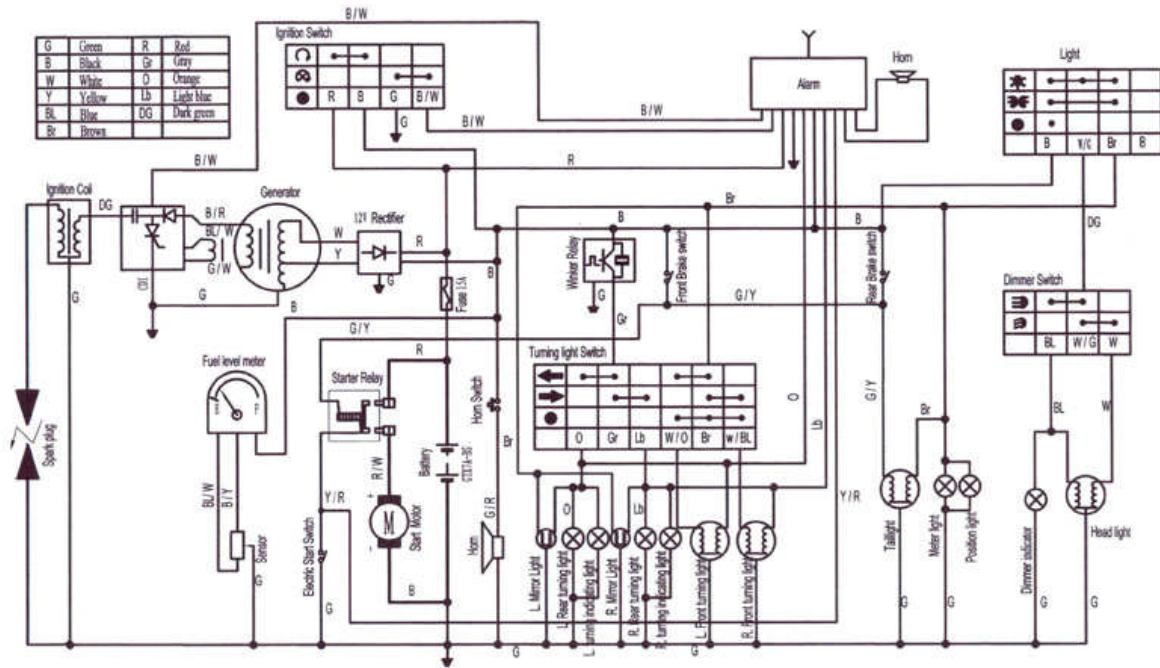 G Green R Red
B Black Gr Gray
W White O Orange
Y Yellow Lb Light blue
BL Blue DG Dark green
Br Brown
B / W
Ignition Switch
R B G B / W
G
B / W
B / W
R
Alarm
Horn
Light
B W/G Br B
B / W
Ignition Coil
DG
CDI
B / R
BL / W
G / W
G
Generator
W
Y
12V Rectifier
R
G
B
Fuse 15A
B
G / Y
Br
B
B
Winker Relay
G
Gr
Front Brake switch
G / Y
Rear Brake switch
DG
Dimmer Switch
BL W / G W
BL
W
Fuel level meter
E F
BL/W
B / Y
Sensor
G
Spark plug
G
Starter Relay
R
R / W
Y / R
Electric Start Switch
G
+
M
-
Start Motor
Battery
Horn Switch
G / R
Horn
Turning light Switch
O Gr Lb W / O Br w / BL
O
Lb
O
Lb
Y / R
L. Mirror Light
L. Rear turning light
L. turning indicating light
R. Mirror Light
R. Rear turning light
R. turning indicating light
L. Front turning light
R. Front turning light
G / Y
Br
Taillight
Meter light
Position light
Dimmer indicator
Head light
G
G
G
G
G
G